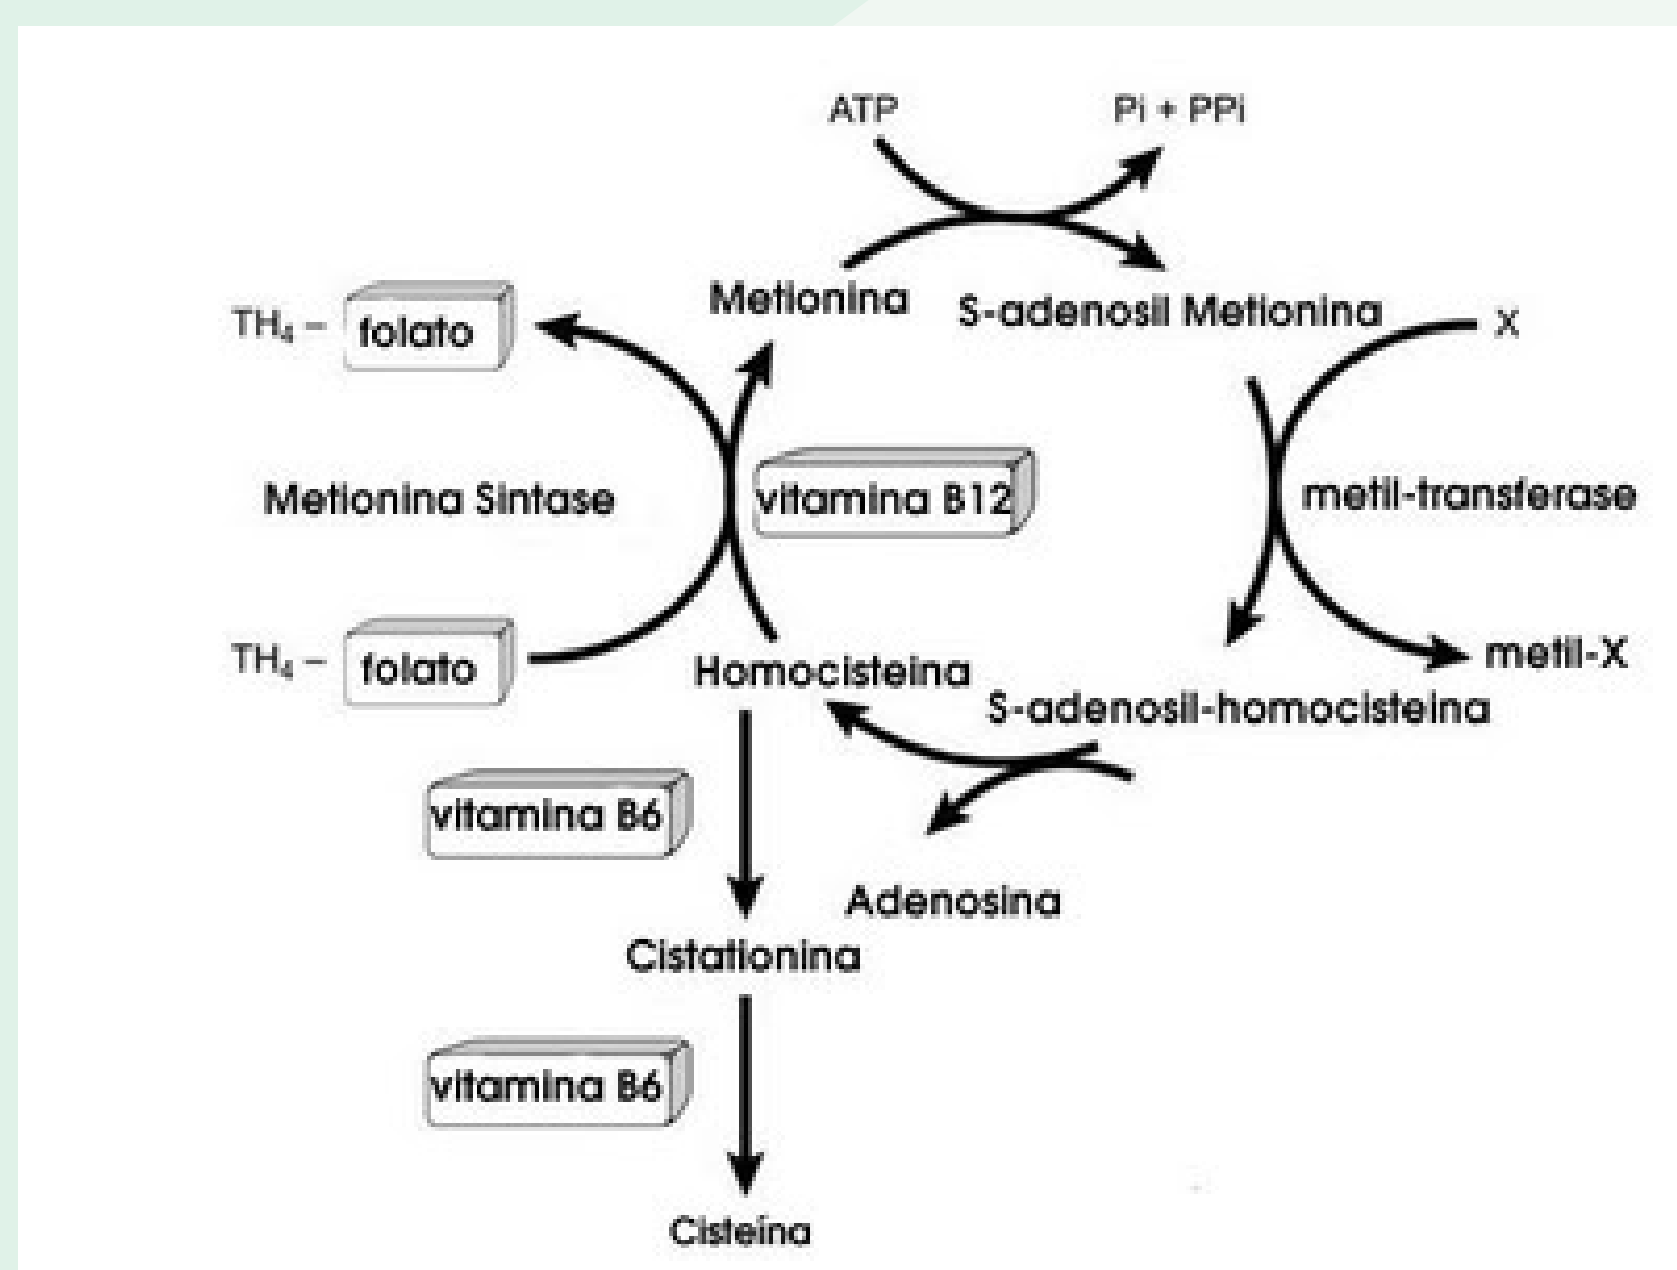 ATP
Pi + PPi
Metionina
S-adenosil Metionina
TH₄ – folato
X
Metionina Sintase
vitamina B12
metil-transferase
TH₄ – folato
Homocisteina
metil-X
S-adenosil-homocisteina
vitamina B6
Adenosina
Cistationina
vitamina B6
Cisteína